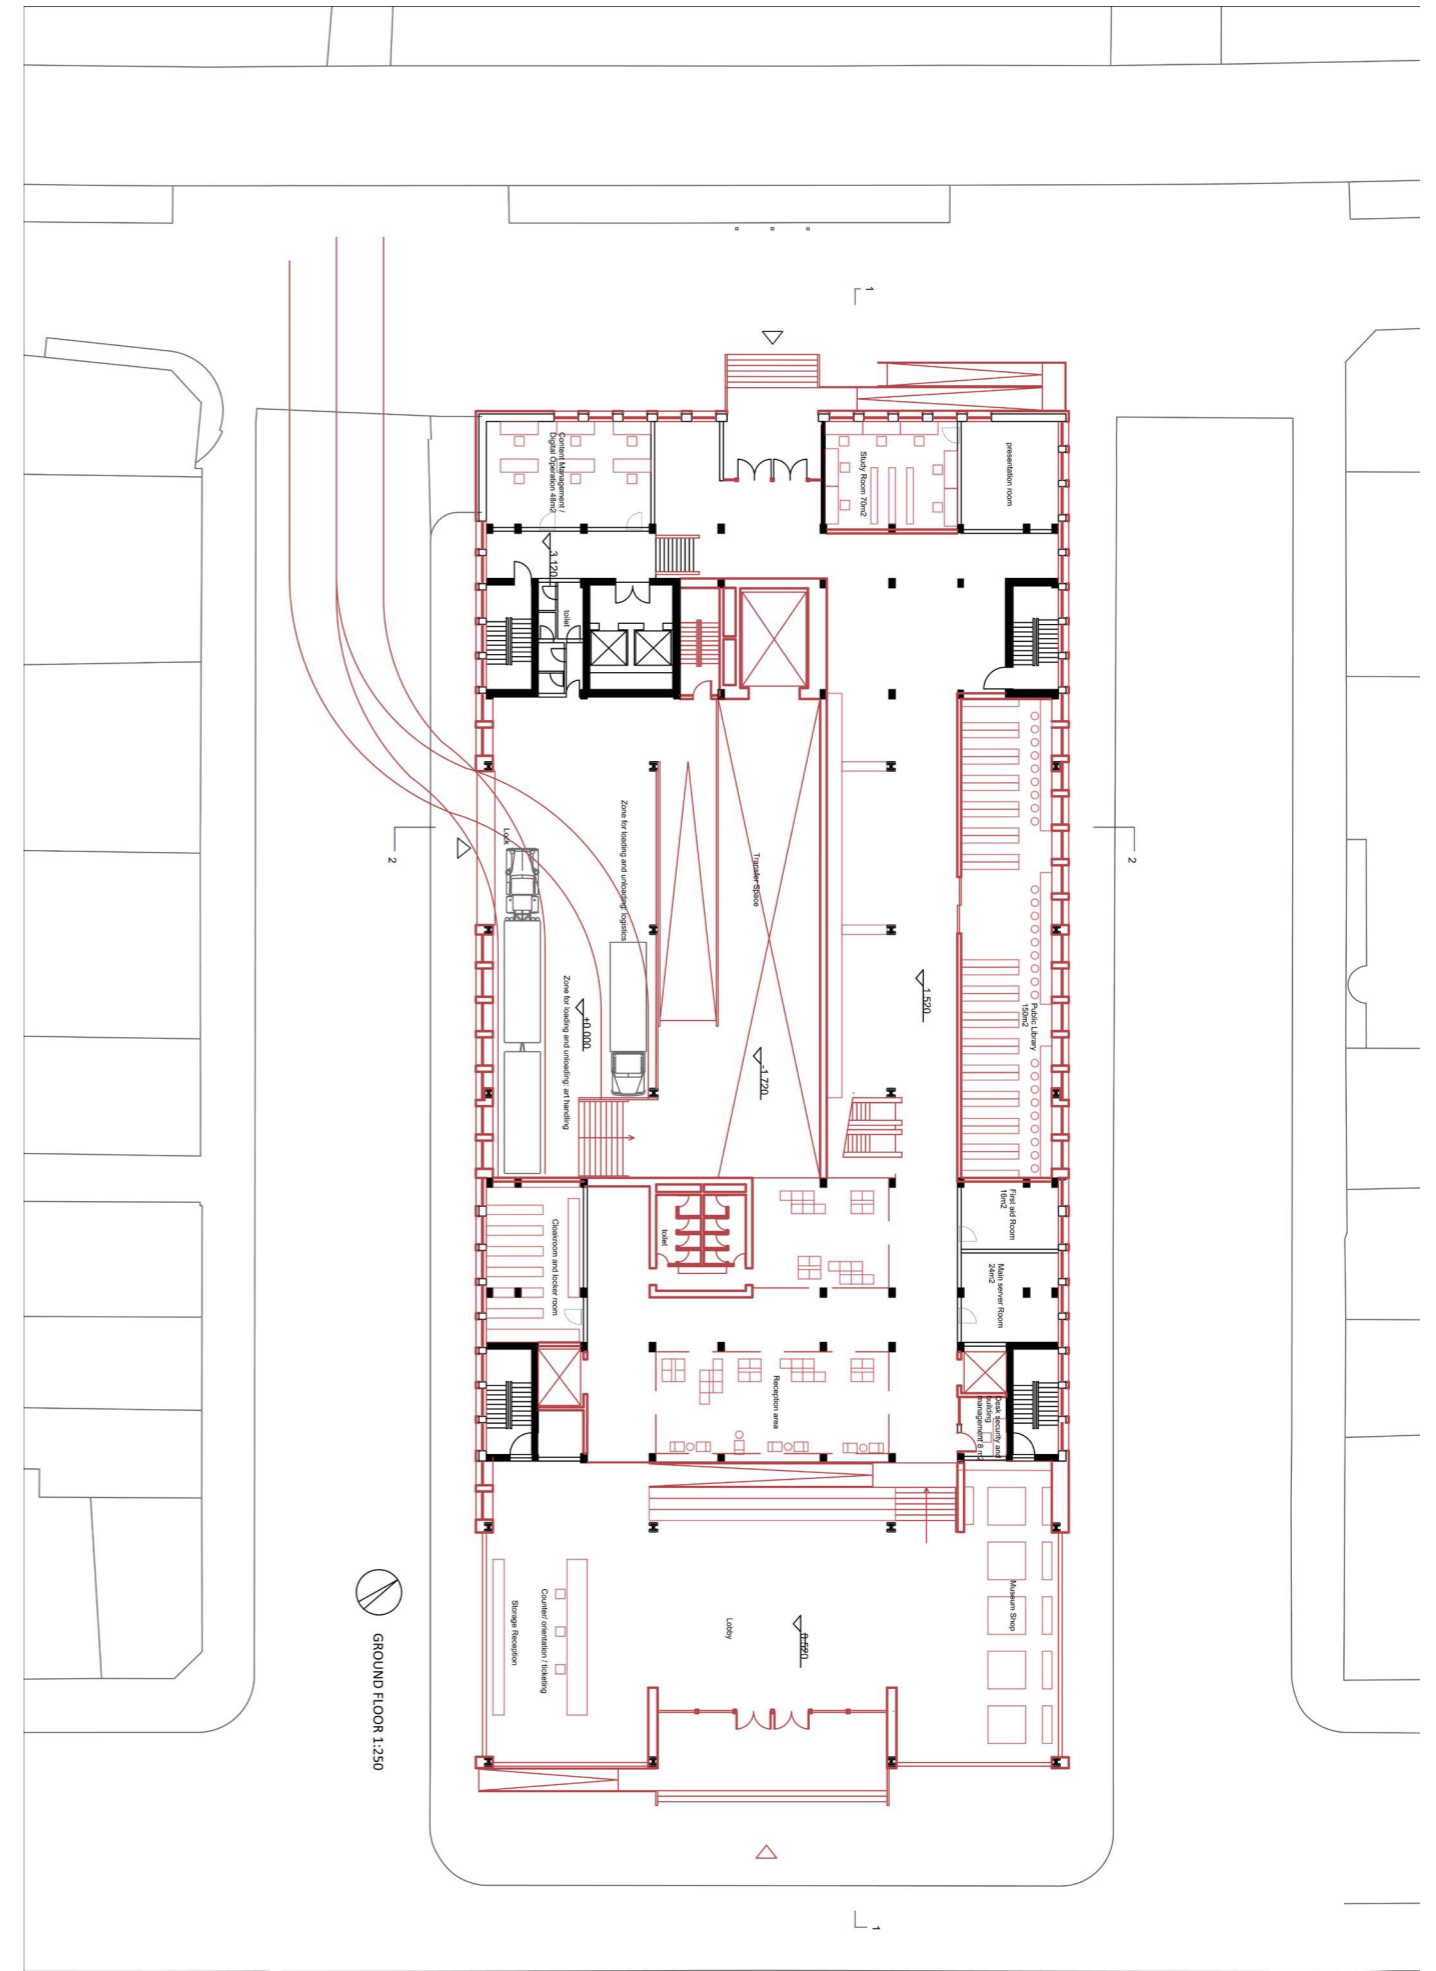 1
Content Management /
Digital Operation 48m2
Study Room 70m2
presentation room
3.120
toilet
2
2
Lock
Zone for loading and unloading: logistics
Transfer Space
1.520
Zone for loading and unloading: art handling
±0.000
-1.720
Public Library
150m2
First aid Room
16m2
toilet
Cloakroom and locker room
Main server Room
24m2
Reception area
Desk security and
building
management 8 m2
Museum Shop
Counter/ orientation / ticketing
Storage Reception
Lobby
0.520
GROUND FLOOR 1:250
1